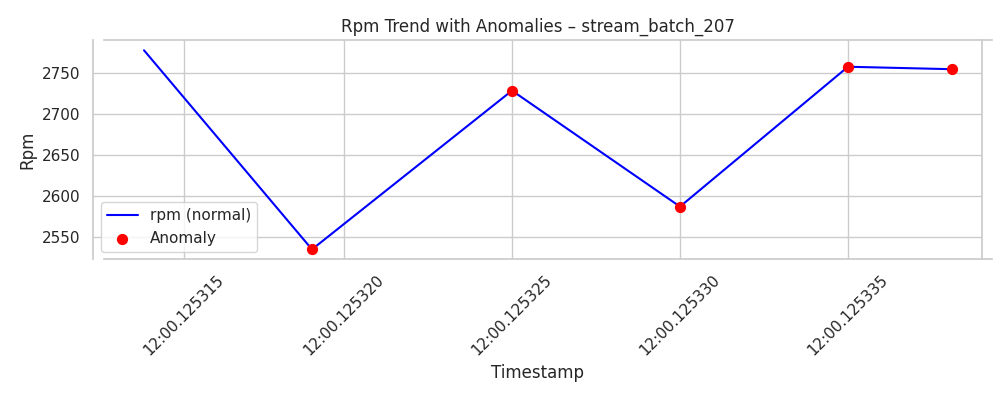 Rpm Trend with Anomalies – stream_batch_207
Rpm
2750
2700
2650
2600
2550
rpm (normal)
Anomaly
12:00.125315
12:00.125320
12:00.125325
12:00.125330
12:00.125335
Timestamp